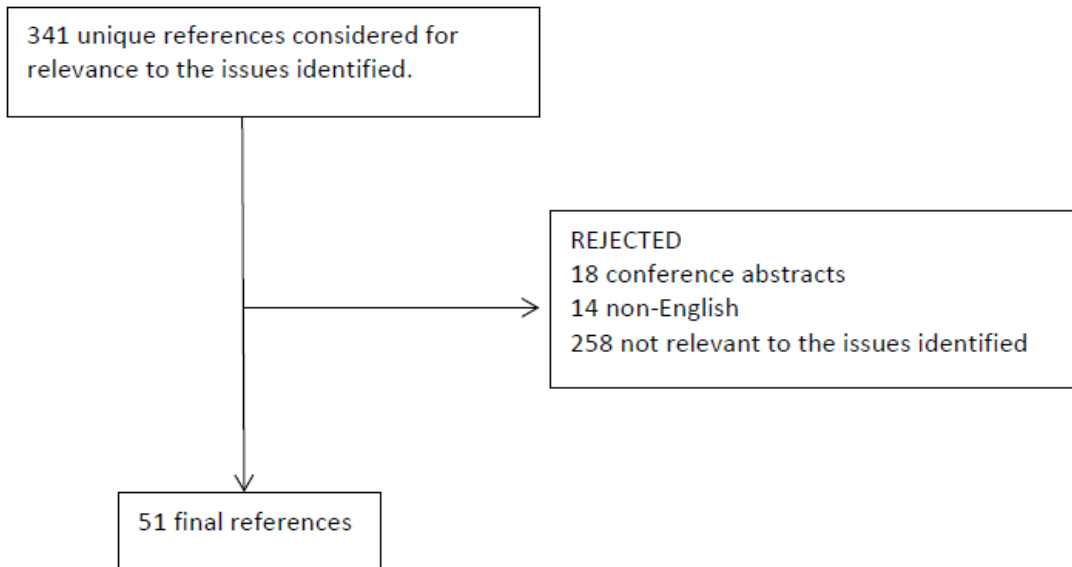 341 unique references considered for
relevance to the issues identified.
REJECTED
18 conference abstracts
14 non-English
258 not relevant to the issues identified
51 final references